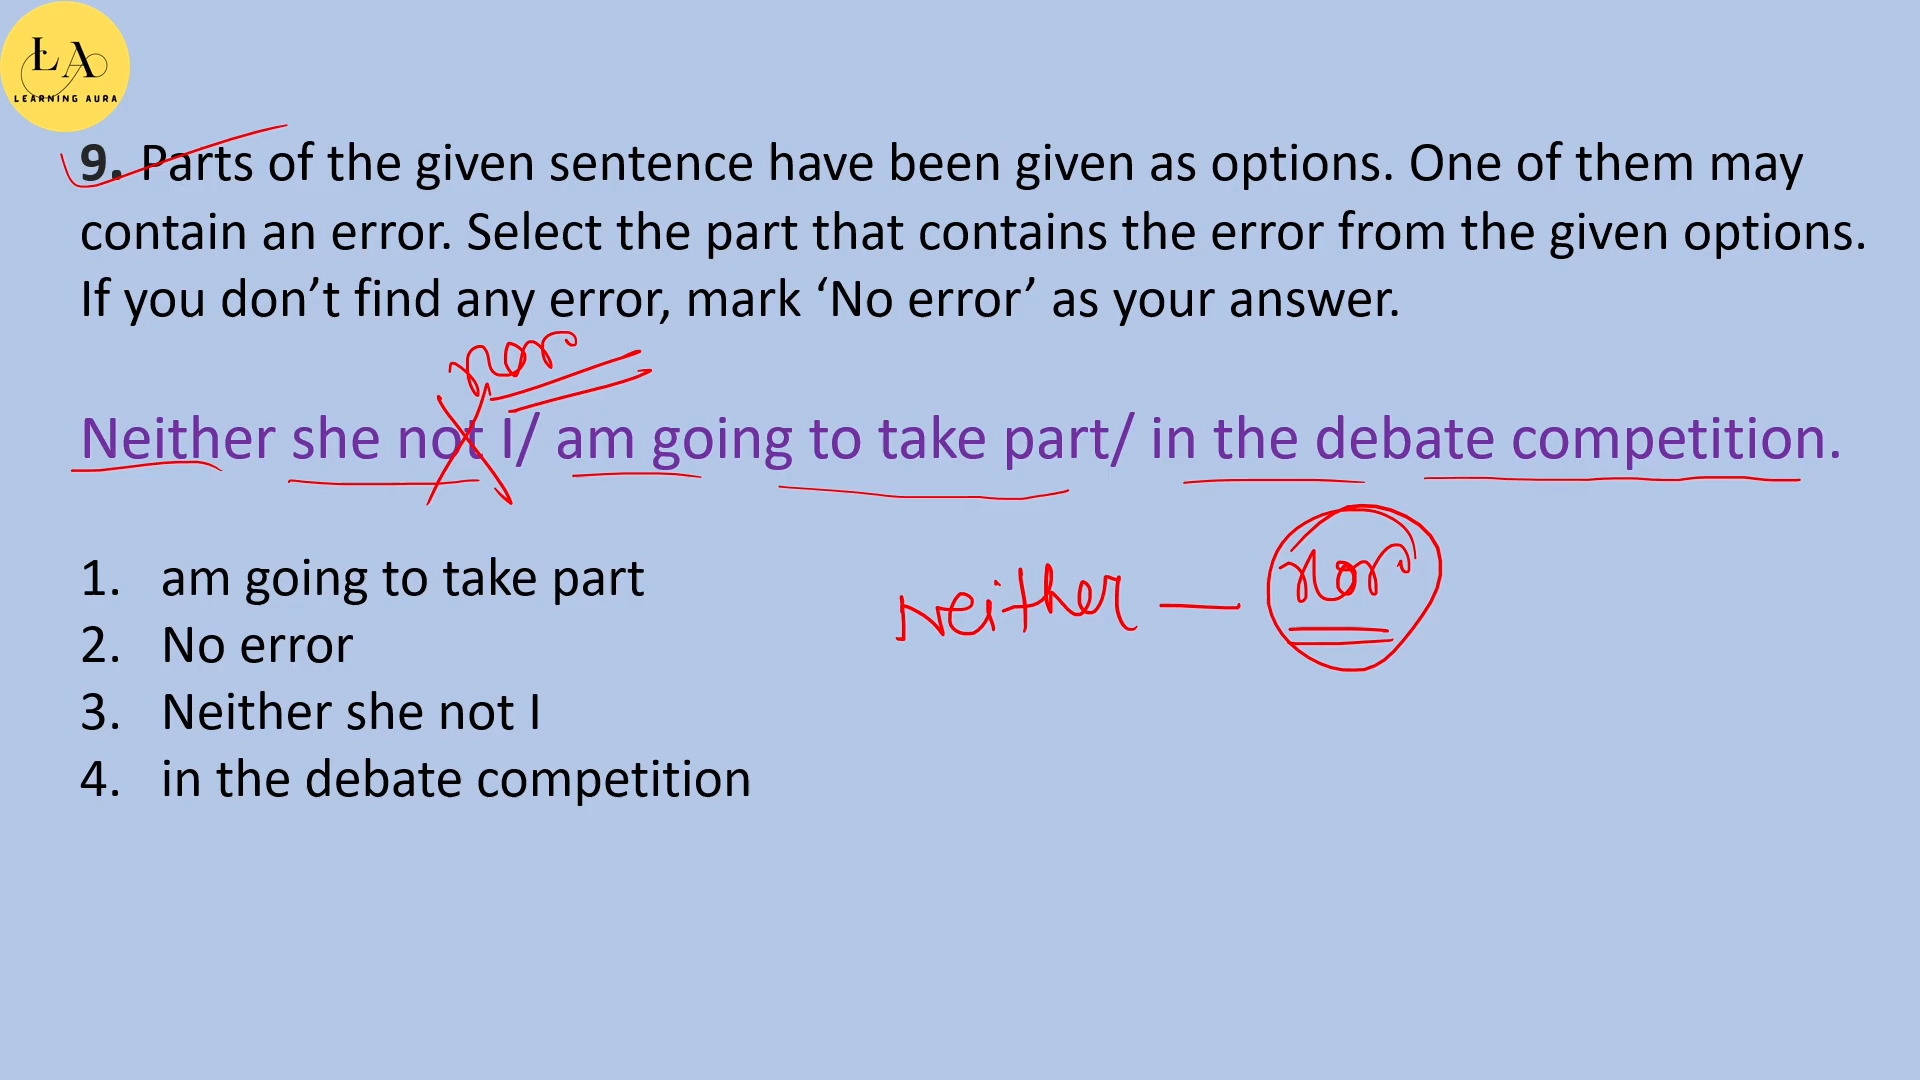 LA
LEARNING AURA
9. Parts of the given sentence have been given as options. One of them may
contain an error. Select the part that contains the error from the given options.
If you don’t find any error, mark ‘No error’ as your answer.
nor
Neither she not I/ am going to take part/ in the debate competition.
1. am going to take part
2. No error
3. Neither she not I
4. in the debate competition
Neither — nor